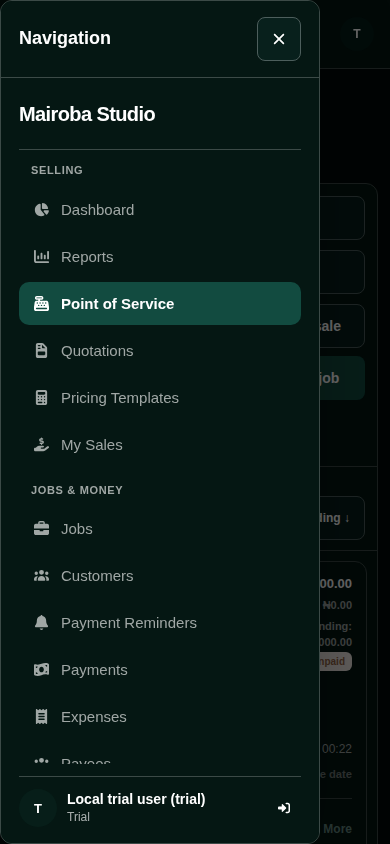 Navigation
T
Mairoba Studio
SELLING
Dashboard
Reports
Point of Service
Quotations
Pricing Templates
My Sales
JOBS & MONEY
Jobs
Customers
Payment Reminders
Payments
Expenses
Payees
T
Local trial user (trial)
Trial
sale
job
ling ↓
00.00
₦0.00
nding:
000.00
npaid
00:22
e date
More